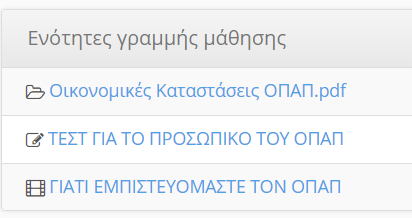 Ενότητες γραμμής μάθησης
Οικονομικές Καταστάσεις ΟΠΑΠ.pdf
ΤΕΣΤ ΓΙΑ ΤΟ ΠΡΟΣΩΠΙΚΟ ΤΟΥ ΟΠΑΠ
ΓΙΑΤΙ ΕΜΠΙΣΤΕΥΟΜΑΣΤΕ ΤΟΝ ΟΠΑΠ